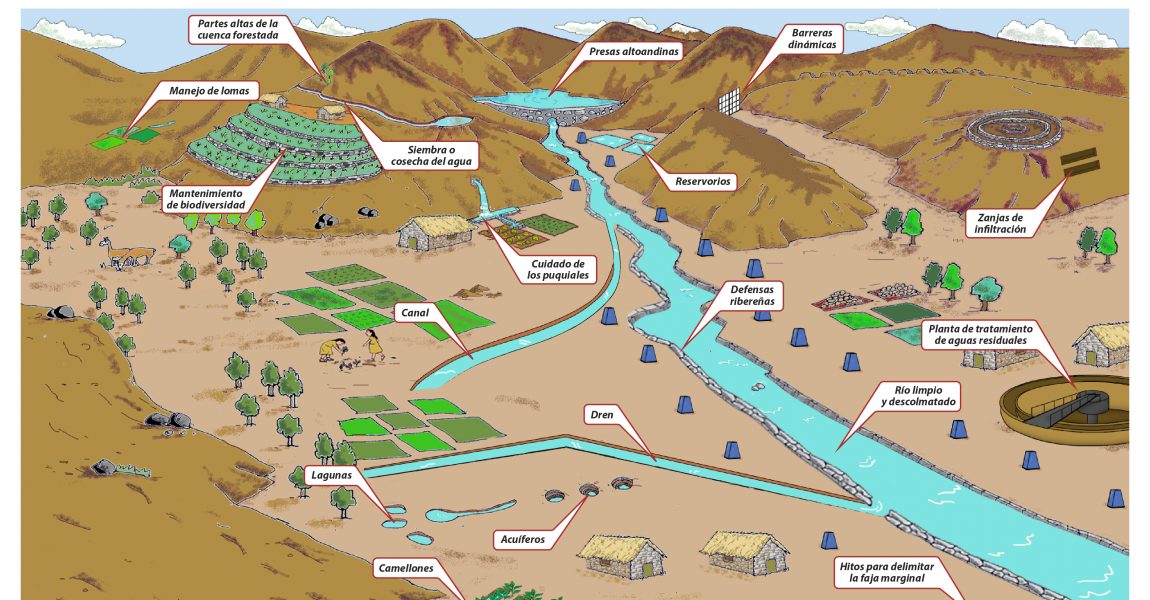 Partes altas de la
cuenca forestada
Presas altoandinas
Barreras
dinámicas
Manejo de lomas
Siembra o
cosecha del agua
Reservorios
Mantenimiento
de biodiversidad
Zanjas de
infiltración
Cuidado de
los puquiales
Canal
Defensas
ribereñas
Planta de tratamiento
de aguas residuales
Río limpio
y descolmatado
Dren
Lagunas
Acuíferos
Camellones
Hitos para delimitar
la faja marginal